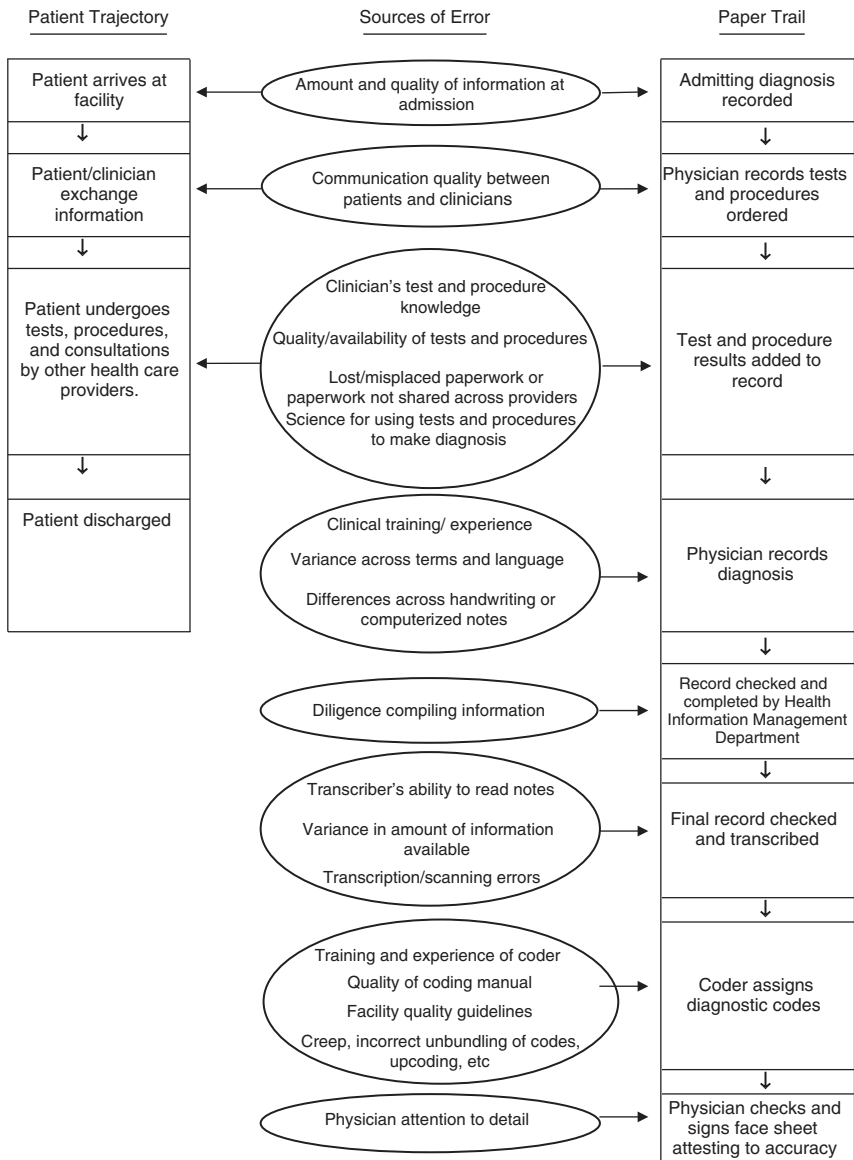 Patient Trajectory
Sources of Error
Paper Trail
Patient arrives at
facility
Amount and quality of information at
admission
Admitting diagnosis
recorded
Patient/clinician
exchange
information
Communication quality between
patients and clinicians
Physician records tests
and procedures
ordered
Patient undergoes
tests, procedures,
and consultations
by other health care
providers.
Clinician's test and procedure
knowledge
Quality/availability of tests and procedures
Lost/misplaced paperwork or
paperwork not shared across providers
Science for using tests and procedures
to make diagnosis
Test and procedure
results added to
record
Patient discharged
Clinical training/ experience
Variance across terms and language
Differences across handwriting or
computerized notes
Physician records
diagnosis
Diligence compiling information
Record checked and
completed by Health
Information Management
Department
Transcriber's ability to read notes
Variance in amount of information
available
Transcription/scanning errors
Final record checked
and transcribed
Training and experience of coder
Quality of coding manual
Facility quality guidelines
Creep, incorrect unbundling of codes,
upcoding, etc
Coder assigns
diagnostic codes
Physician attention to detail
Physician checks and
signs face sheet
attesting to accuracy